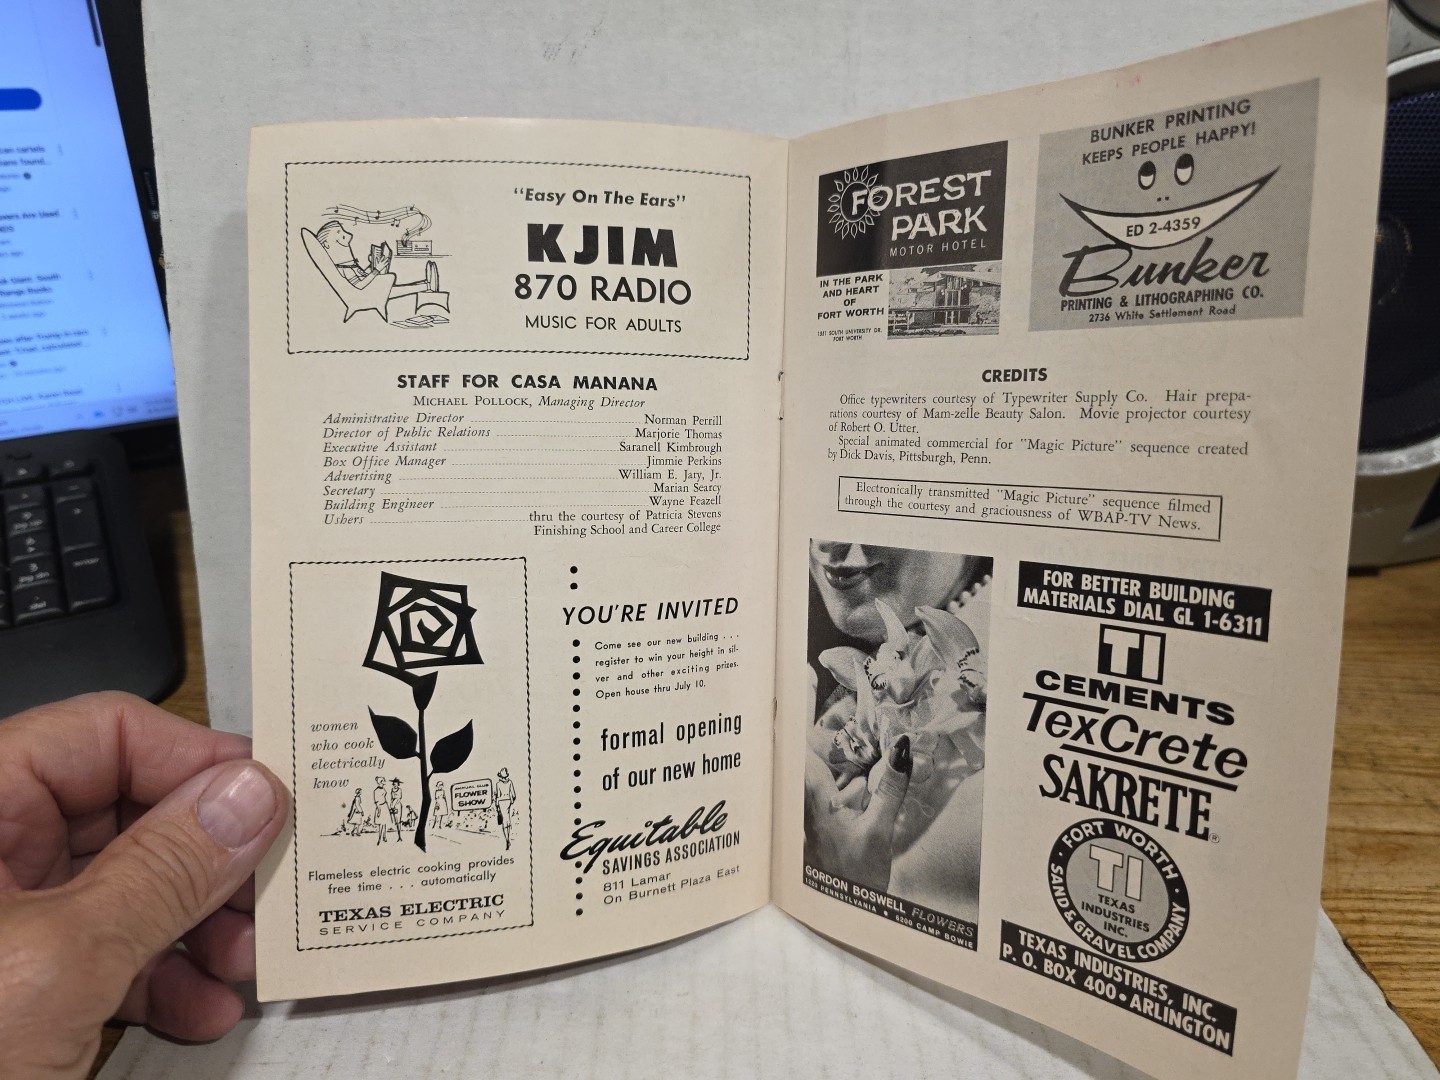 "Easy On The Ears"
KJIM
870 RADIO
MUSIC FOR ADULTS
STAFF FOR CASA MANANA
MICHAEL POLLOCK, Managing Director
Administrative Director Norman Perrill
Director of Public Relations Marjorie Thomas
Executive Assistant Saranell Kimbrough
Box Office Manager Jimmie Perkins
Advertising William E. Jary, Jr.
Secretary Marian Searcy
Building Engineer Wayne Feazell
Ushers thru the courtesy of Patricia Stevens
Finishing School and Career College
women
who cook
electrically
know
ANNUAL CLUB
FLOWER
SHOW
Flameless electric cooking provides
free time . . . automatically
TEXAS ELECTRIC
SERVICE COMPANY
YOU'RE INVITED
Come see our new building . . .
register to win your height in sil-
ver and other exciting prizes.
Open house thru July 10.
formal opening
of our new home
Equitable
SAVINGS ASSOCIATION
811 Lamar
On Burnett Plaza East
FOREST
PARK
MOTOR HOTEL
IN THE PARK
AND HEART
OF
FORT WORTH
1851 SOUTH UNIVERSITY DR.
FORT WORTH
BUNKER PRINTING
KEEPS PEOPLE HAPPY!
ED 2-4359
Bunker
PRINTING & LITHOGRAPHING CO.
2736 White Settlement Road
CREDITS
Office typewriters courtesy of Typewriter Supply Co. Hair prepa-
rations courtesy of Mam-zelle Beauty Salon. Movie projector courtesy
of Robert O. Utter.
Special animated commercial for "Magic Picture" sequence created
by Dick Davis, Pittsburgh, Penn.
Electronically transmitted "Magic Picture" sequence filmed
through the courtesy and graciousness of WBAP-TV News.
GORDON BOSWELL FLOWERS
1220 PENNSYLVANIA • 6200 CAMP BOWIE
FOR BETTER BUILDING
MATERIALS DIAL GL 1-6311
TI
CEMENTS
TexCrete
SAKRETE®
FORT WORTH
SAND & GRAVEL COMPANY
TI
TEXAS
INDUSTRIES
INC.
TEXAS INDUSTRIES, INC.
P. O. BOX 400 • ARLINGTON